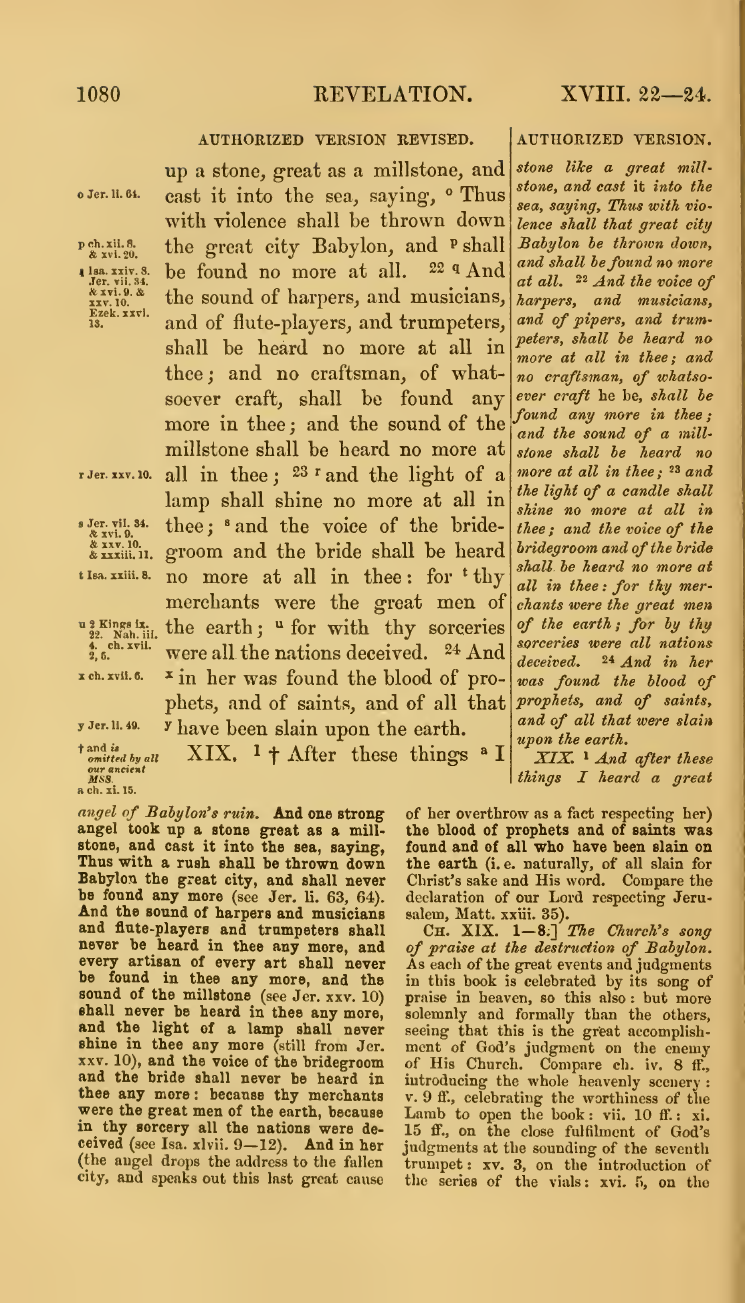 1080 REVELATION. XVIII. 22—24.
AUTHORIZED VERSION REVISED.
up a stone, great as a millstone, and
o Jer. li. 64.
cast it into the sea, saying, o Thus
with violence shall be thrown down
p ch. xii. 8.
& xvi. 20.
the great city Babylon, and p shall
q Isa. xxiv. 8.
Jer. vii. 34.
& xvi. 9. &
xxv. 10.
Ezek. xxvi.
13.
be found no more at all. 22 q And
the sound of harpers, and musicians,
and of flute-players, and trumpeters,
shall be heard no more at all in
thee; and no craftsman, of what-
soever craft, shall be found any
more in thee; and the sound of the
millstone shall be heard no more at
r Jer. xxv. 10.
all in thee; 23 r and the light of a
lamp shall shine no more at all in
s Jer. vii. 34.
& xvi. 9.
& xxv. 10.
& xxxiii. 11.
thee; s and the voice of the bride-
groom and the bride shall be heard
t Isa. xxiii. 8.
no more at all in thee: for t thy
merchants were the great men of
u 2 Kings ix.
22. Nah. iii.
4. ch. xvii.
2, 5.
the earth; u for with thy sorceries
were all the nations deceived. 24 And
x ch. xvii. 6.
x in her was found the blood of pro-
phets, and of saints, and of all that
y Jer. li. 49.
y have been slain upon the earth.
† and is
omitted by all
our ancient
MSS.
a ch. xi. 15.
XIX. 1 † After these things a I
AUTHORIZED VERSION.
stone like a great mill-
stone, and cast it into the
sea, saying, Thus with vio-
lence shall that great city
Babylon be thrown down,
and shall be found no more
at all. 22 And the voice of
harpers, and musicians,
and of pipers, and trum-
peters, shall be heard no
more at all in thee; and
no craftsman, of whatso-
ever craft he be, shall be
found any more in thee;
and the sound of a mill-
stone shall be heard no
more at all in thee; 23 and
the light of a candle shall
shine no more at all in
thee; and the voice of the
bridegroom and of the bride
shall be heard no more at
all in thee: for thy mer-
chants were the great men
of the earth; for by thy
sorceries were all nations
deceived. 24 And in her
was found the blood of
prophets, and of saints,
and of all that were slain
upon the earth.
XIX. 1 And after these
things I heard a great
angel of Babylon's ruin. And one strong
angel took up a stone great as a mill-
stone, and cast it into the sea, saying,
Thus with a rush shall be thrown down
Babylon the great city, and shall never
be found any more (see Jer. li. 63, 64).
And the sound of harpers and musicians
and flute-players and trumpeters shall
never be heard in thee any more, and
every artisan of every art shall never
be found in thee any more, and the
sound of the millstone (see Jer. xxv. 10)
shall never be heard in thee any more,
and the light of a lamp shall never
shine in thee any more (still from Jer.
xxv. 10), and the voice of the bridegroom
and the bride shall never be heard in
thee any more: because thy merchants
were the great men of the earth, because
in thy sorcery all the nations were de-
ceived (see Isa. xlvii. 9—12). And in her
(the angel drops the address to the fallen
city, and speaks out this last great cause
of her overthrow as a fact respecting her)
the blood of prophets and of saints was
found and of all who have been slain on
the earth (i. e. naturally, of all slain for
Christ's sake and His word. Compare the
declaration of our Lord respecting Jeru-
salem, Matt. xxiii. 35).
CH. XIX. 1—8.] The Church's song
of praise at the destruction of Babylon.
As each of the great events and judgments
in this book is celebrated by its song of
praise in heaven, so this also: but more
solemnly and formally than the others,
seeing that this is the great accomplish-
ment of God's judgment on the enemy
of His Church. Compare ch. iv. 8 ff.,
introducing the whole heavenly scenery:
v. 9 ff., celebrating the worthiness of the
Lamb to open the book: vii. 10 ff.: xi.
15 ff., on the close fulfilment of God's
judgments at the sounding of the seventh
trumpet: xv. 3, on the introduction of
the series of the vials: xvi. 5, on the